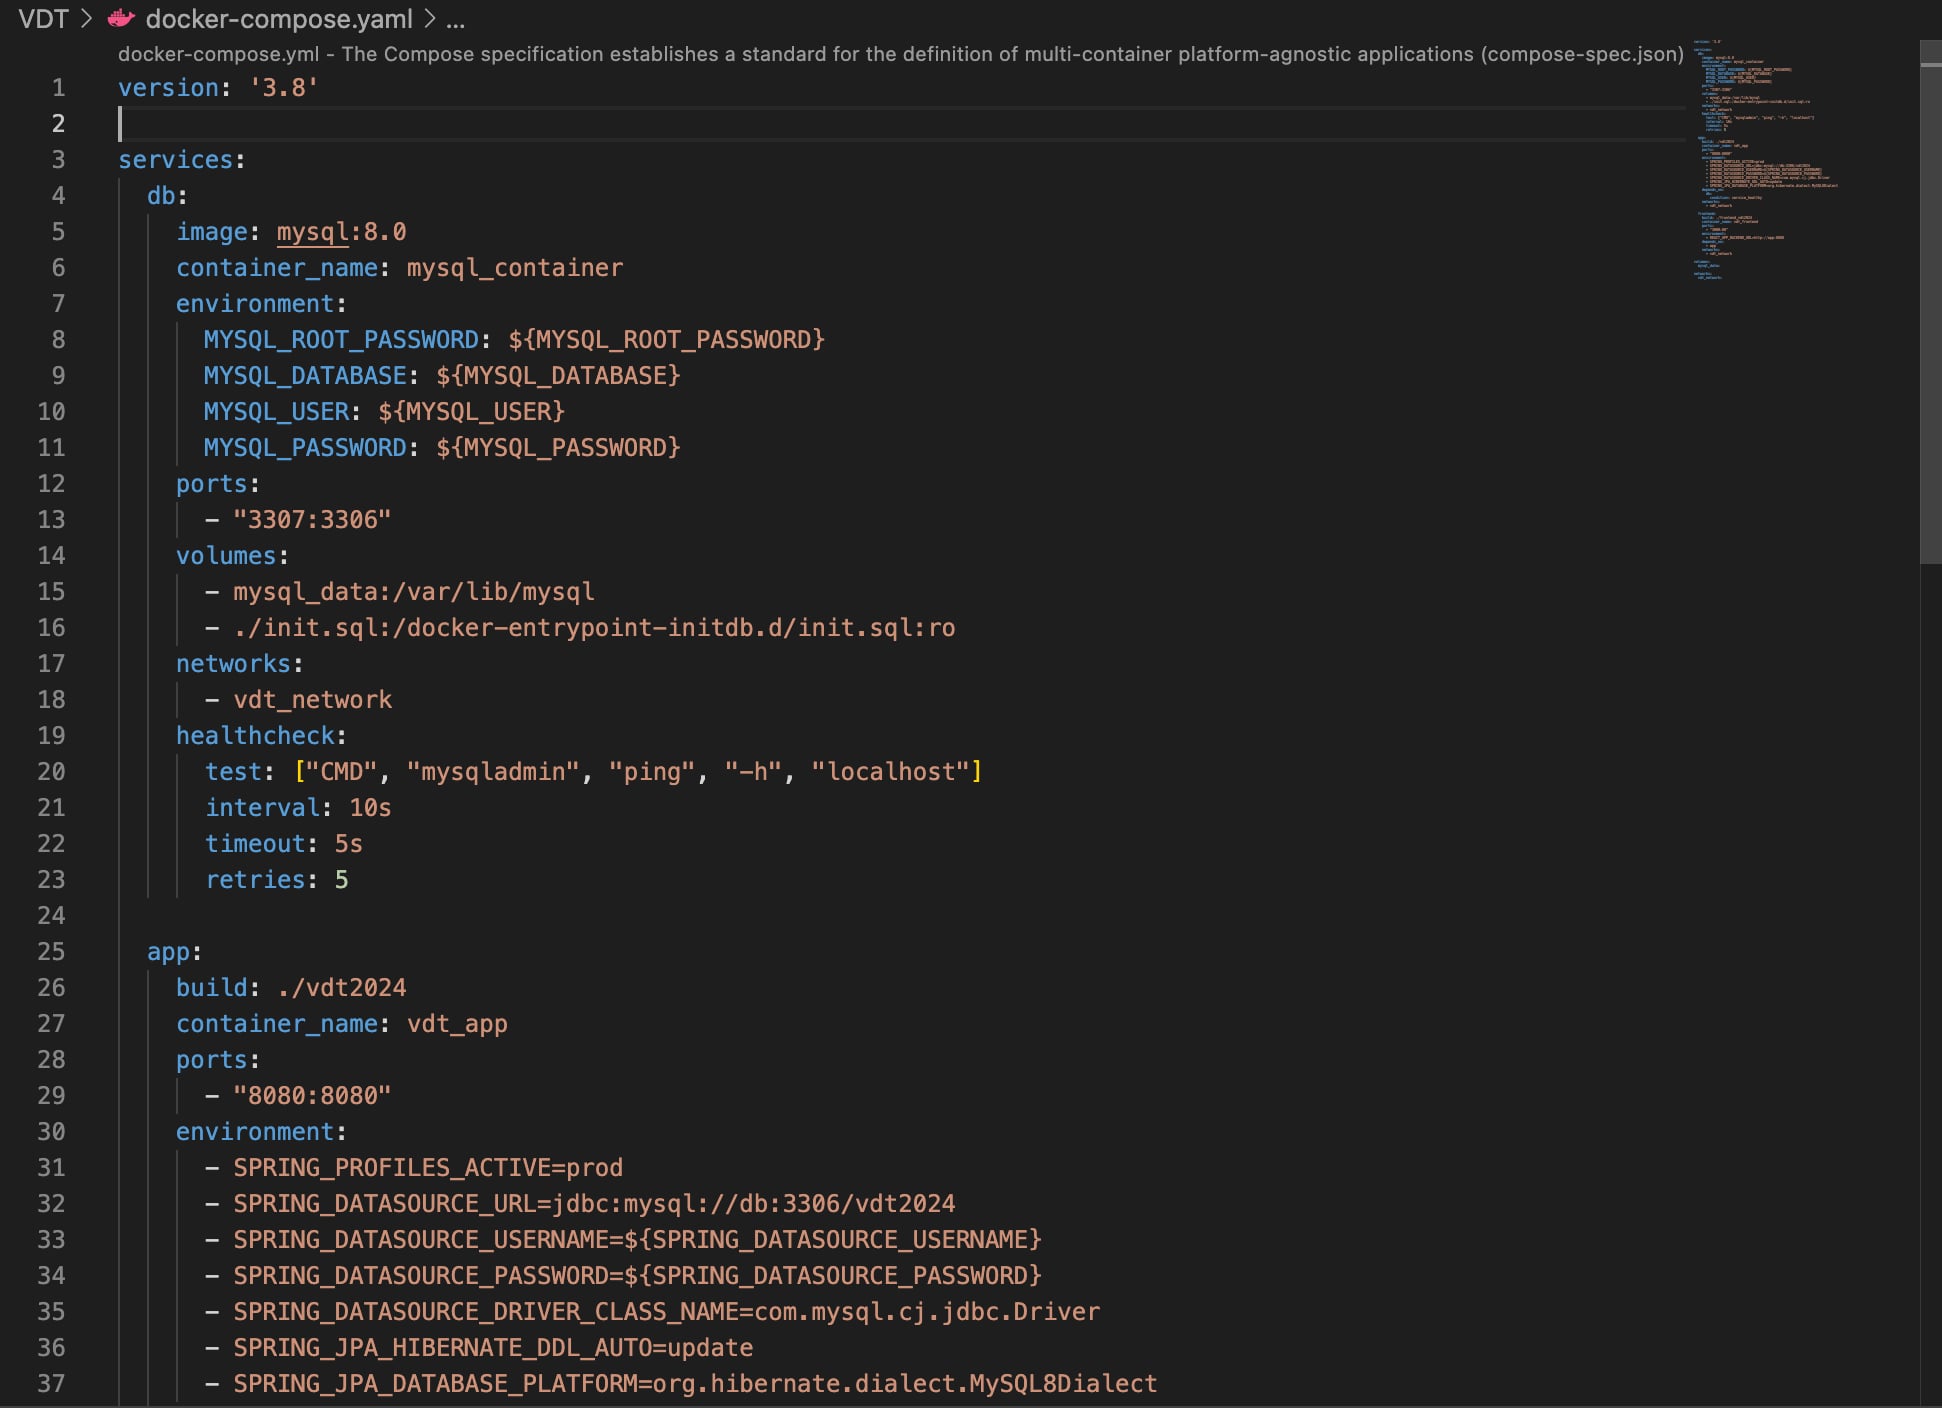 VDT > docker-compose.yaml > ...
docker-compose.yml - The Compose specification establishes a standard for the definition of multi-container platform-agnostic applications (compose-spec.json)
1 version: '3.8'
2
3 services:
4   db:
5     image: mysql:8.0
6     container_name: mysql_container
7     environment:
8       MYSQL_ROOT_PASSWORD: ${MYSQL_ROOT_PASSWORD}
9       MYSQL_DATABASE: ${MYSQL_DATABASE}
10       MYSQL_USER: ${MYSQL_USER}
11       MYSQL_PASSWORD: ${MYSQL_PASSWORD}
12     ports:
13       - "3307:3306"
14     volumes:
15       - mysql_data:/var/lib/mysql
16       - ./init.sql:/docker-entrypoint-initdb.d/init.sql:ro
17     networks:
18       - vdt_network
19     healthcheck:
20       test: ["CMD", "mysqladmin", "ping", "-h", "localhost"]
21       interval: 10s
22       timeout: 5s
23       retries: 5
24
25   app:
26     build: ./vdt2024
27     container_name: vdt_app
28     ports:
29       - "8080:8080"
30     environment:
31       - SPRING_PROFILES_ACTIVE=prod
32       - SPRING_DATASOURCE_URL=jdbc:mysql://db:3306/vdt2024
33       - SPRING_DATASOURCE_USERNAME=${SPRING_DATASOURCE_USERNAME}
34       - SPRING_DATASOURCE_PASSWORD=${SPRING_DATASOURCE_PASSWORD}
35       - SPRING_DATASOURCE_DRIVER_CLASS_NAME=com.mysql.cj.jdbc.Driver
36       - SPRING_JPA_HIBERNATE_DDL_AUTO=update
37       - SPRING_JPA_DATABASE_PLATFORM=org.hibernate.dialect.MySQL8Dialect